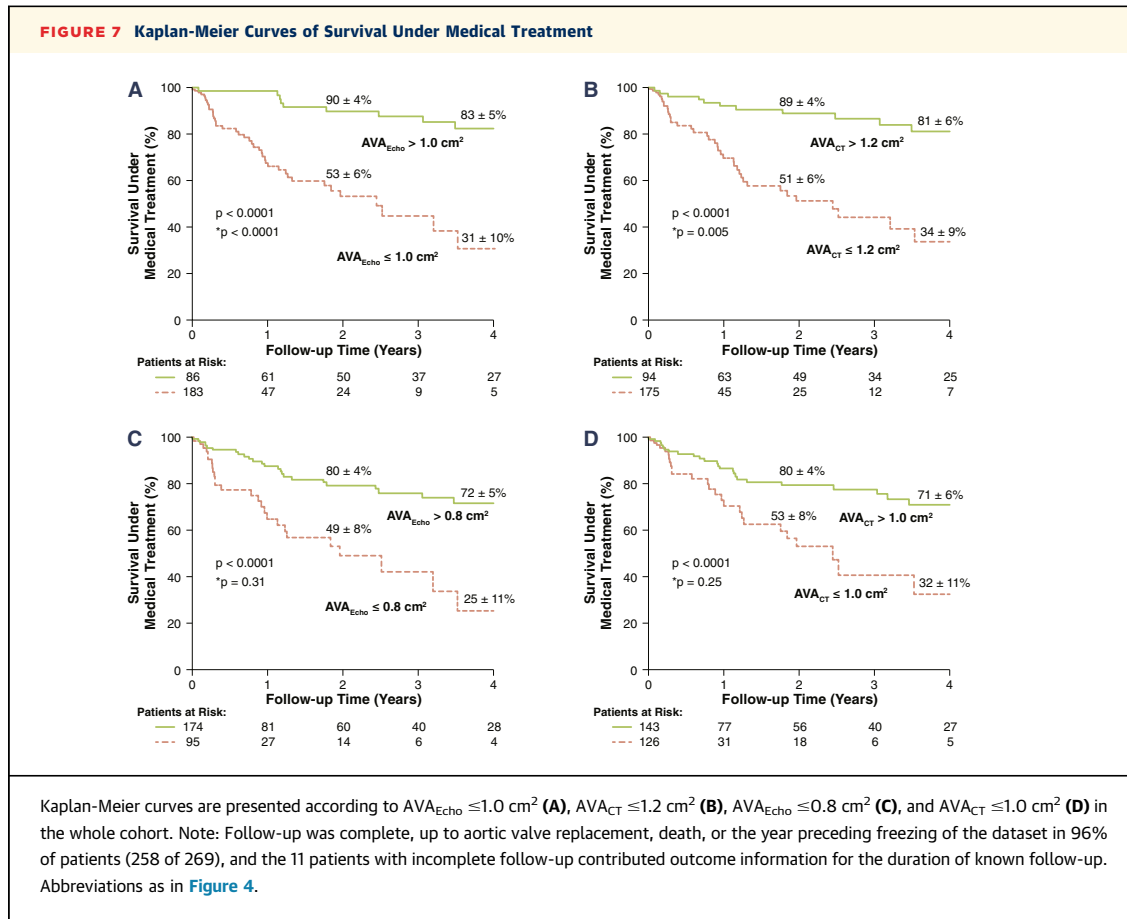 FIGURE 7 Kaplan-Meier Curves of Survival Under Medical Treatment
A
Survival Under
Medical Treatment (%)
100
80
60
40
20
0
90 ± 4%
83 ± 5%
AVA_Echo > 1.0 cm²
53 ± 6%
p < 0.0001
*p < 0.0001
31 ± 10%
AVA_Echo ≤ 1.0 cm²
0 1 2 3 4
Follow-up Time (Years)
Patients at Risk:
86 61 50 37 27
183 47 24 9 5
B
Survival Under
Medical Treatment (%)
100
80
60
40
20
0
89 ± 4%
81 ± 6%
AVA_CT > 1.2 cm²
51 ± 6%
p < 0.0001
*p = 0.005
34 ± 9%
AVA_CT ≤ 1.2 cm²
0 1 2 3 4
Follow-up Time (Years)
Patients at Risk:
94 63 49 34 25
175 45 25 12 7
C
Survival Under
Medical Treatment (%)
100
80
60
40
20
0
80 ± 4%
72 ± 5%
AVA_Echo > 0.8 cm²
49 ± 8%
p < 0.0001
*p = 0.31
25 ± 11%
AVA_Echo ≤ 0.8 cm²
0 1 2 3 4
Follow-up Time (Years)
Patients at Risk:
174 81 60 40 28
95 27 14 6 4
D
Survival Under
Medical Treatment (%)
100
80
60
40
20
0
80 ± 4%
71 ± 6%
AVA_CT > 1.0 cm²
53 ± 8%
p < 0.0001
*p = 0.25
32 ± 11%
AVA_CT ≤ 1.0 cm²
0 1 2 3 4
Follow-up Time (Years)
Patients at Risk:
143 77 56 40 27
126 31 18 6 5
Kaplan-Meier curves are presented according to AVA_Echo ≤1.0 cm² (A), AVA_CT ≤1.2 cm² (B), AVA_Echo ≤0.8 cm² (C), and AVA_CT ≤1.0 cm² (D) in
the whole cohort. Note: Follow-up was complete, up to aortic valve replacement, death, or the year preceding freezing of the dataset in 96%
of patients (258 of 269), and the 11 patients with incomplete follow-up contributed outcome information for the duration of known follow-up.
Abbreviations as in Figure 4.